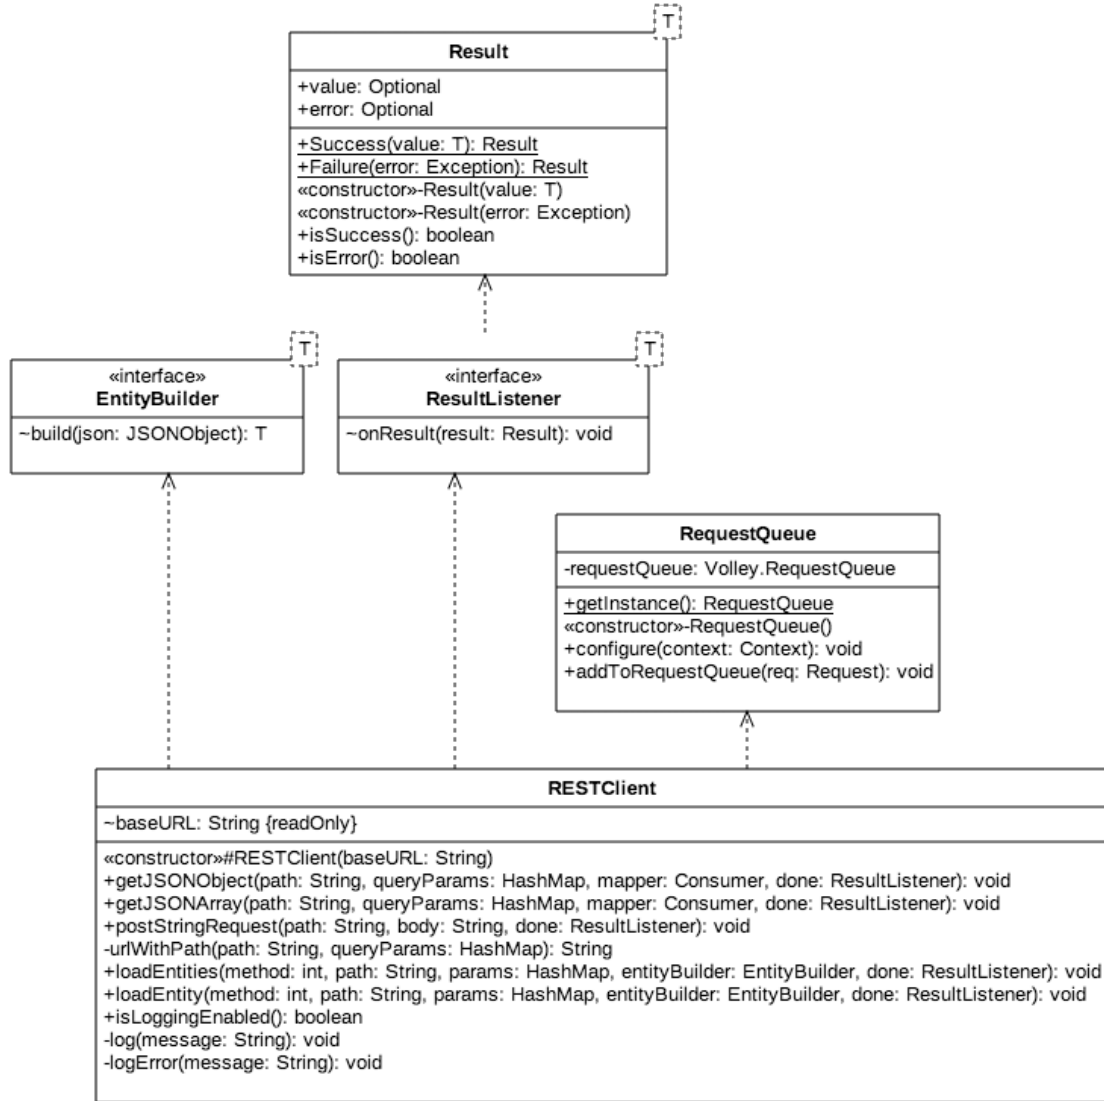 T
Result
+value: Optional
+error: Optional
+Success(value: T): Result
+Failure(error: Exception): Result
«constructor»-Result(value: T)
«constructor»-Result(error: Exception)
+isSuccess(): boolean
+isError(): boolean
T
«interface»
EntityBuilder
~build(json: JSONObject): T
T
«interface»
ResultListener
~onResult(result: Result): void
RequestQueue
-requestQueue: Volley.RequestQueue
+getInstance(): RequestQueue
«constructor»-RequestQueue()
+configure(context: Context): void
+addToRequestQueue(req: Request): void
RESTClient
~baseURL: String {readOnly}
«constructor»#RESTClient(baseURL: String)
+getJSONObject(path: String, queryParams: HashMap, mapper: Consumer, done: ResultListener): void
+getJSONArray(path: String, queryParams: HashMap, mapper: Consumer, done: ResultListener): void
+postStringRequest(path: String, body: String, done: ResultListener): void
-urlWithPath(path: String, queryParams: HashMap): String
+loadEntities(method: int, path: String, params: HashMap, entityBuilder: EntityBuilder, done: ResultListener): void
+loadEntity(method: int, path: String, params: HashMap, entityBuilder: EntityBuilder, done: ResultListener): void
+isLoggingEnabled(): boolean
-log(message: String): void
-logError(message: String): void